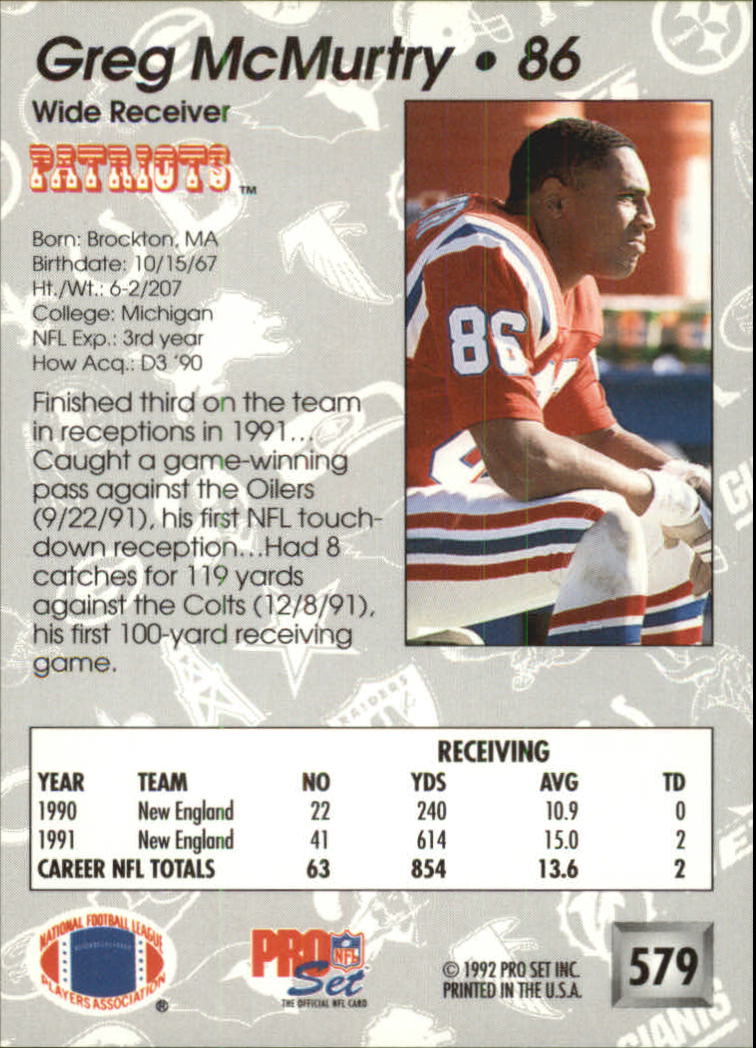 Greg McMurtry • 86
Wide Receiver
PATRIOTS™
Born: Brockton, MA
Birthdate: 10/15/67
Ht./Wt.: 6-2/207
College: Michigan
NFL Exp.: 3rd year
How Acq.: D3 '90
Finished third on the team
in receptions in 1991...
Caught a game-winning
pass against the Oilers
(9/22/91), his first NFL touch-
down reception...Had 8
catches for 119 yards
against the Colts (12/8/91),
his first 100-yard receiving
game.
86
RECEIVING
YEAR TEAM NO YDS AVG TD
1990 New England 22 240 10.9 0
1991 New England 41 614 15.0 2
CAREER NFL TOTALS 63 854 13.6 2
NATIONAL FOOTBALL LEAGUE
PLAYERS ASSOCIATION ®
PRO
NFL
Set™
THE OFFICIAL NFL CARD
© 1992 PRO SET INC.
PRINTED IN THE U.S.A.
579
RAIDERS
GIANTS